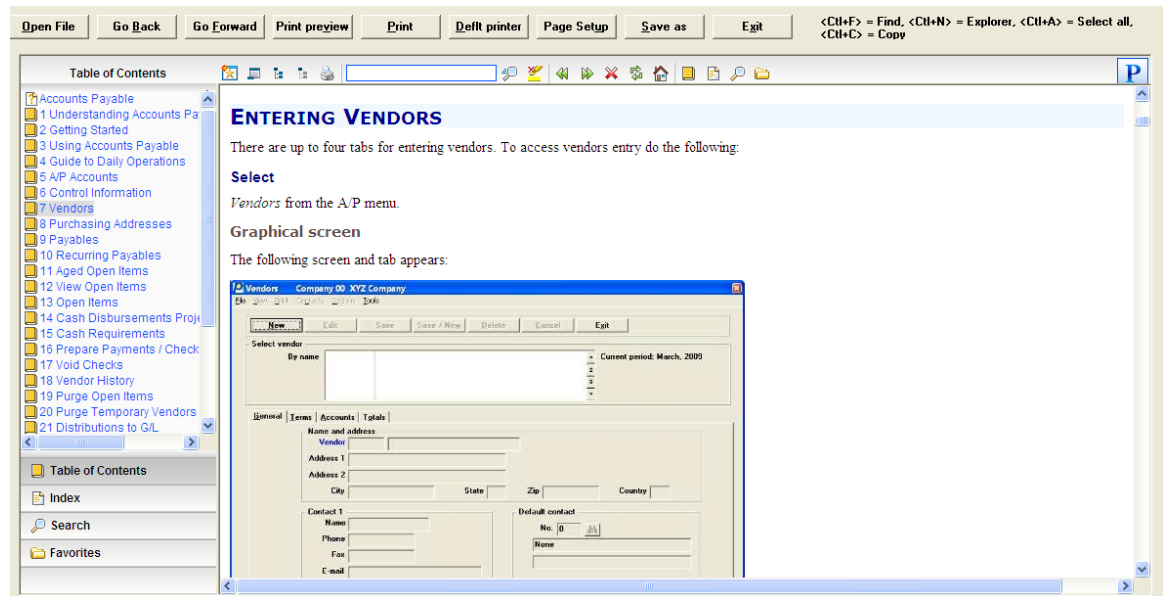 Open File Go Back Go Forward Print preview Print Deflt printer Page Setup Save as Exit <Ctl+F> = Find, <Ctl+N> = Explorer, <Ctl+A> = Select all,
<Ctl+C> = Copy
Table of Contents
P
Accounts Payable
1 Understanding Accounts Pa
2 Getting Started
3 Using Accounts Payable
4 Guide to Daily Operations
5 A/P Accounts
6 Control Information
7 Vendors
8 Purchasing Addresses
9 Payables
10 Recurring Payables
11 Aged Open Items
12 View Open Items
13 Open Items
14 Cash Disbursements Proje
15 Cash Requirements
16 Prepare Payments / Check
17 Void Checks
18 Vendor History
19 Purge Open Items
20 Purge Temporary Vendors
21 Distributions to G/L
Table of Contents
Index
Search
Favorites
ENTERING VENDORS
There are up to four tabs for entering vendors. To access vendors entry do the following:
Select
Vendors from the A/P menu.
Graphical screen
The following screen and tab appears:
Vendors Company 00 XYZ Company
File View Print Contacts Options Tools
New Edit Save Save / New Delete Cancel Exit
Select vendor
By name Current period: March, 2009
General Terms Accounts Totals
Name and address
Vendor
Address 1
Address 2
City State Zip Country
Contact 1 Default contact
Name No. 0
Phone None
Fax
E-mail